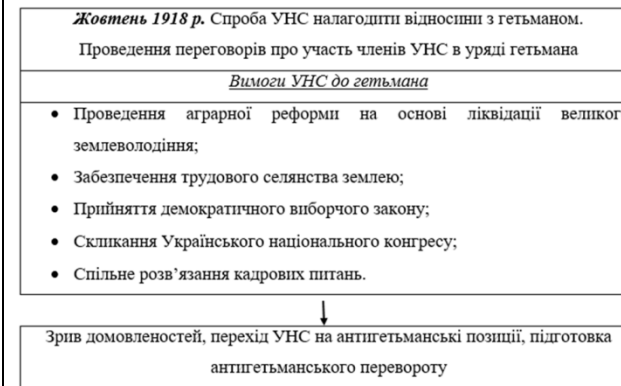 Жовтень 1918 р. Спроба УНС налагодити відносини з гетьманом.
Проведення переговорів про участь членів УНС в уряді гетьмана
Вимоги УНС до гетьмана
• Проведення аграрної реформи на основі ліквідації великог
землеволодіння;
• Забезпечення трудового селянства землею;
• Прийняття демократичного виборчого закону;
• Скликання Українського національного конгресу;
• Спільне розв’язання кадрових питань.
Зрив домовленостей, перехід УНС на антигетьманські позиції, підготовка
антигетьманського перевороту